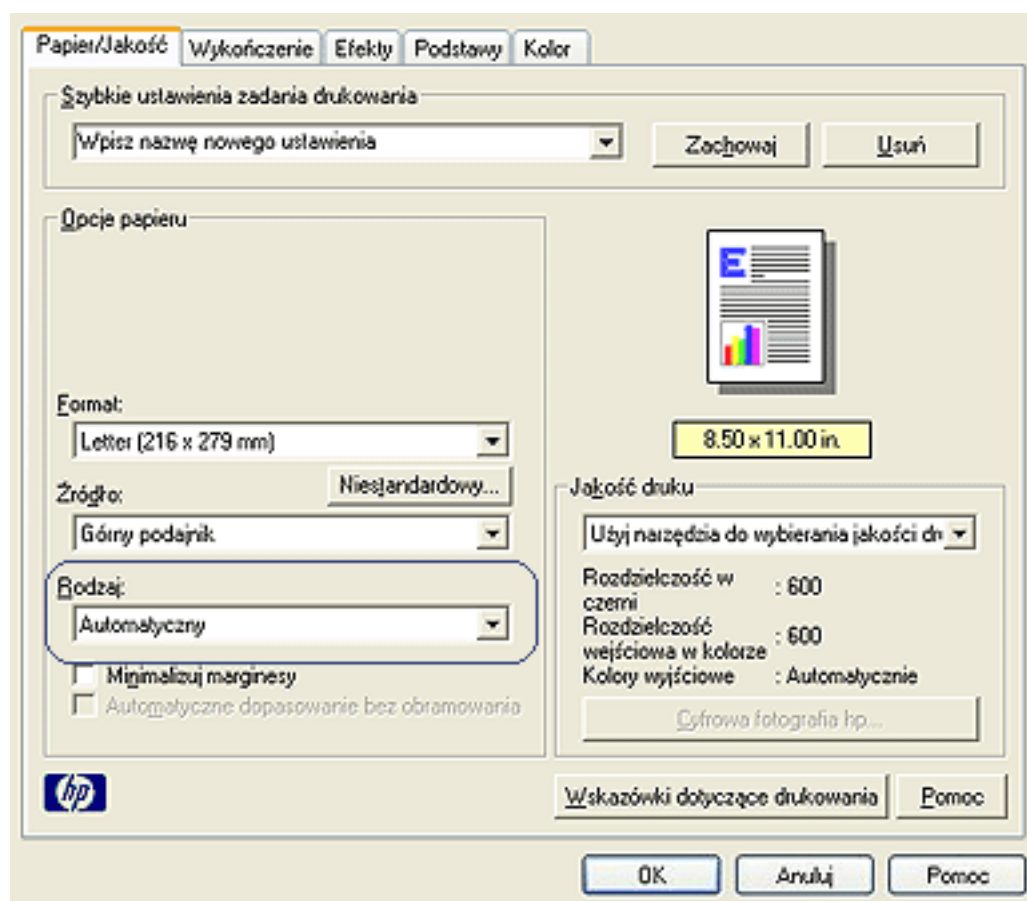 Papier/Jakość Wykończenie Efekty Podstawy Kolor
Szybkie ustawienia zadania drukowania
Wpisz nazwę nowego ustawienia Zachowaj Usuń
Opcje papieru
E
Format:
Letter (216 x 279 mm)
8.50 x 11.00 in.
Niestandardowy...
Źródło:
Górny podajnik
Rodzaj:
Automatyczny
Minimalizuj marginesy
Automatyczne dopasowanie bez obramowania
Jakość druku
Użyj narzędzia do wybierania jakości dr
Rozdzielczość w
czerni : 600
Rozdzielczość
wejściowa w kolorze : 600
Kolory wyjściowe : Automatycznie
Cyfrowa fotografia hp...
hp
Wskazówki dotyczące drukowania Pomoc
OK Anuluj Pomoc